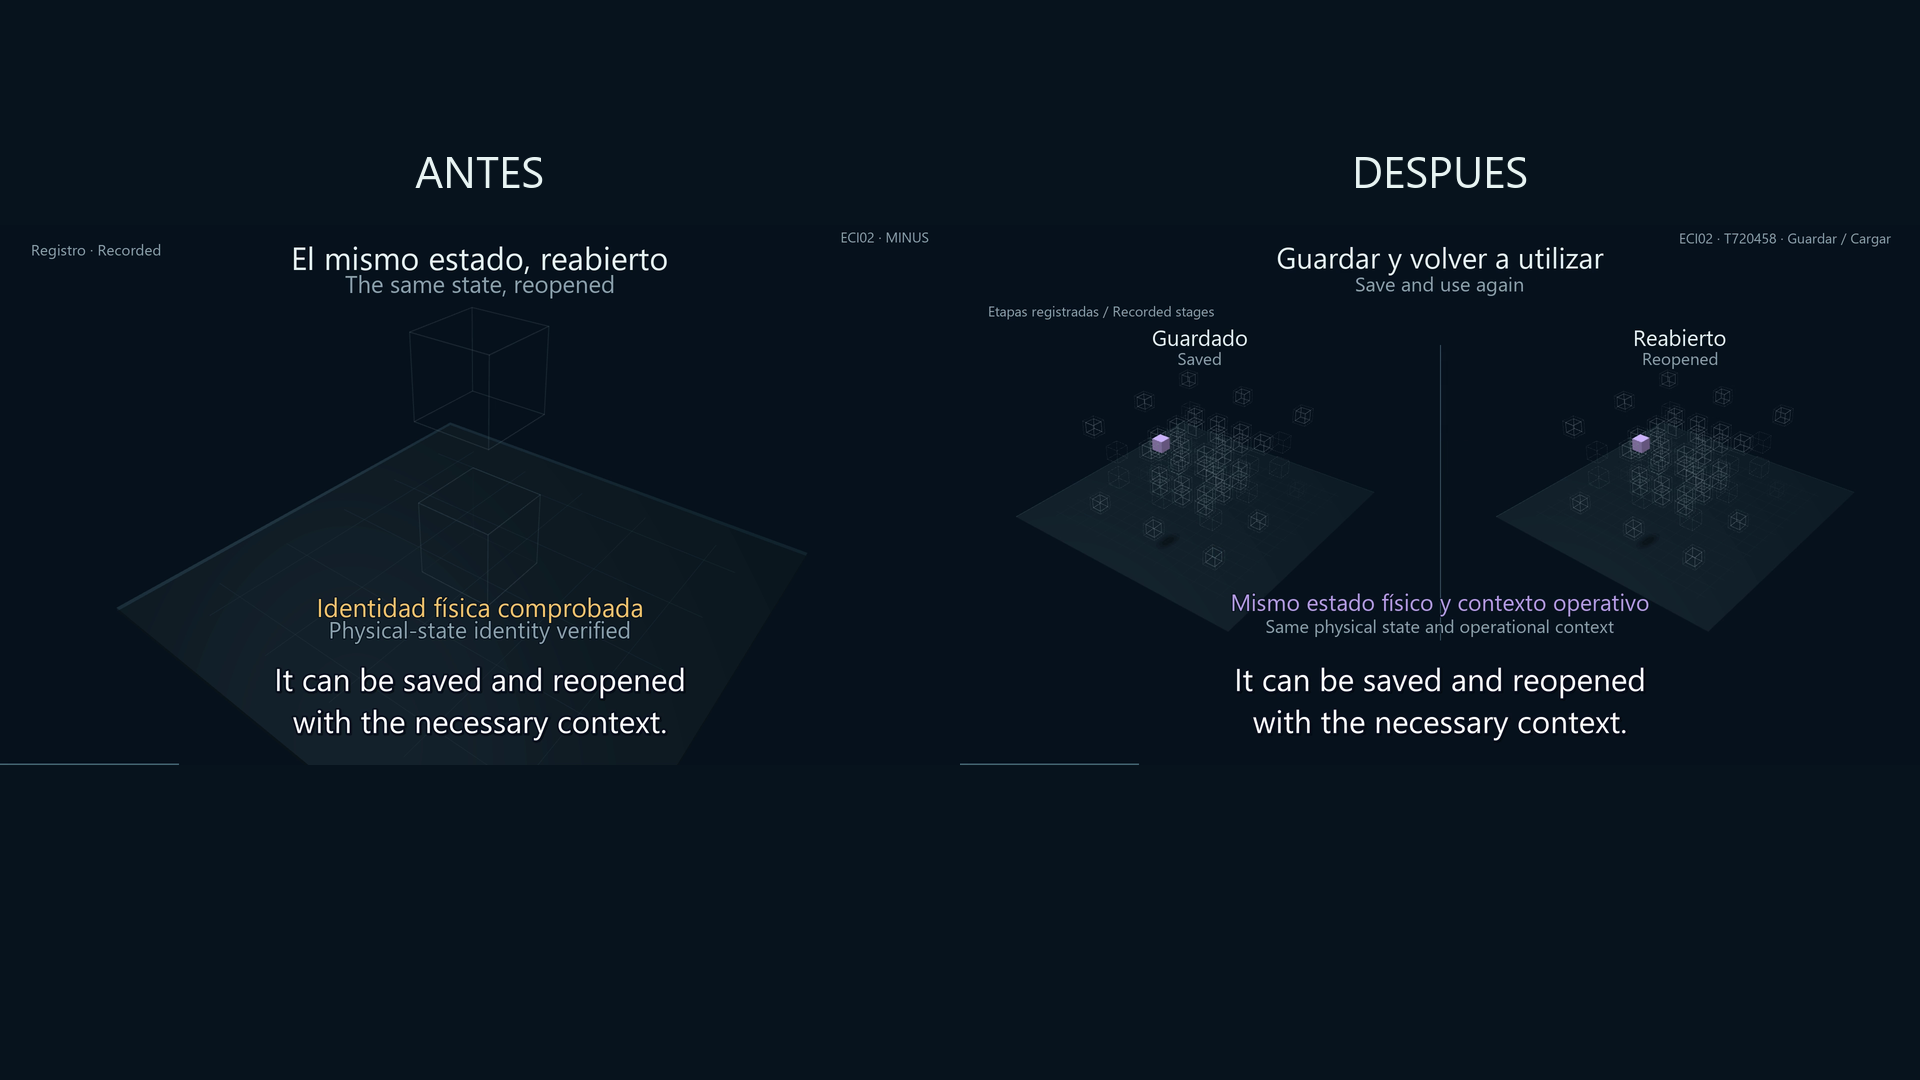 ANTES
Registro · Recorded
ECI02 · MINUS
El mismo estado, reabierto
The same state, reopened
Identidad física comprobada
Physical-state identity verified
It can be saved and reopened
with the necessary context.
DESPUES
ECI02 · T720458 · Guardar / Cargar
Guardar y volver a utilizar
Save and use again
Etapas registradas / Recorded stages
Guardado
Saved
Reabierto
Reopened
Mismo estado físico y contexto operativo
Same physical state and operational context
It can be saved and reopened
with the necessary context.